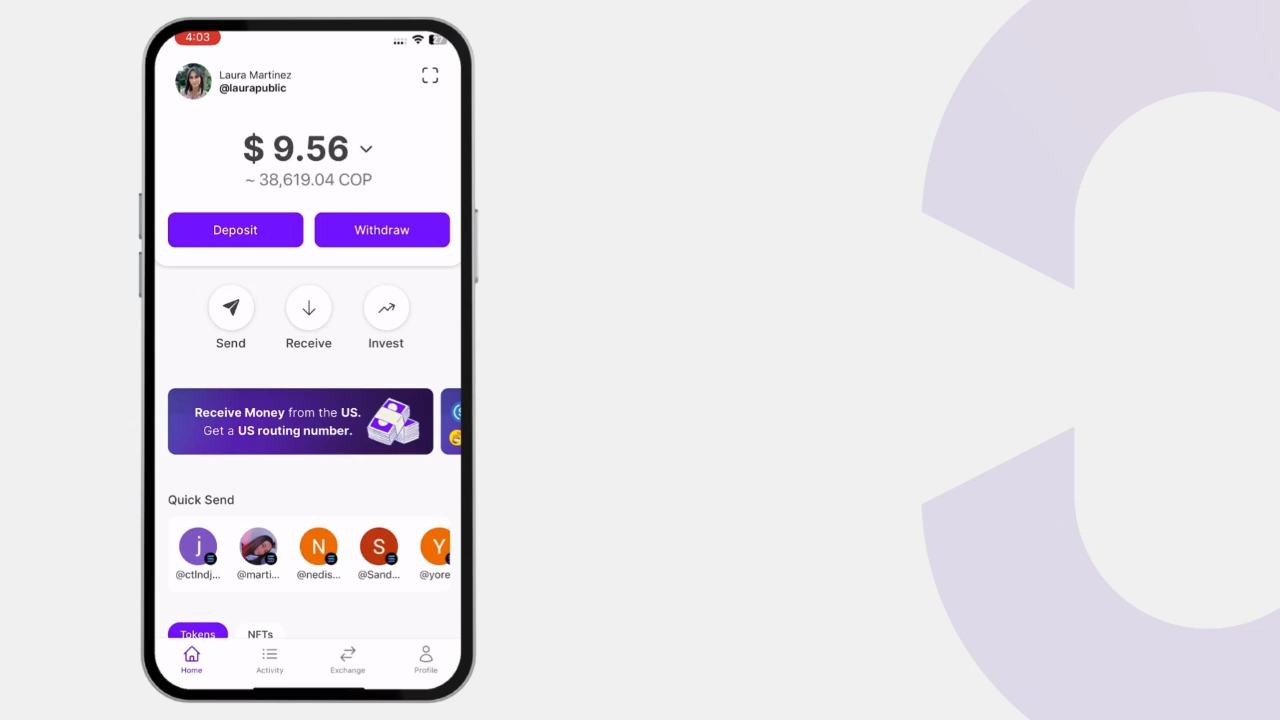 4:03
27
Laura Martinez
@laurapublic
$ 9.56
~ 38,619.04 COP
Deposit Withdraw
Send Receive Invest
Receive Money from the US.
Get a US routing number.
Quick Send
j N S Y
@ctlndj... @marti... @nedis... @Sand... @yore
Tokens NFTs
Home Activity Exchange Profile